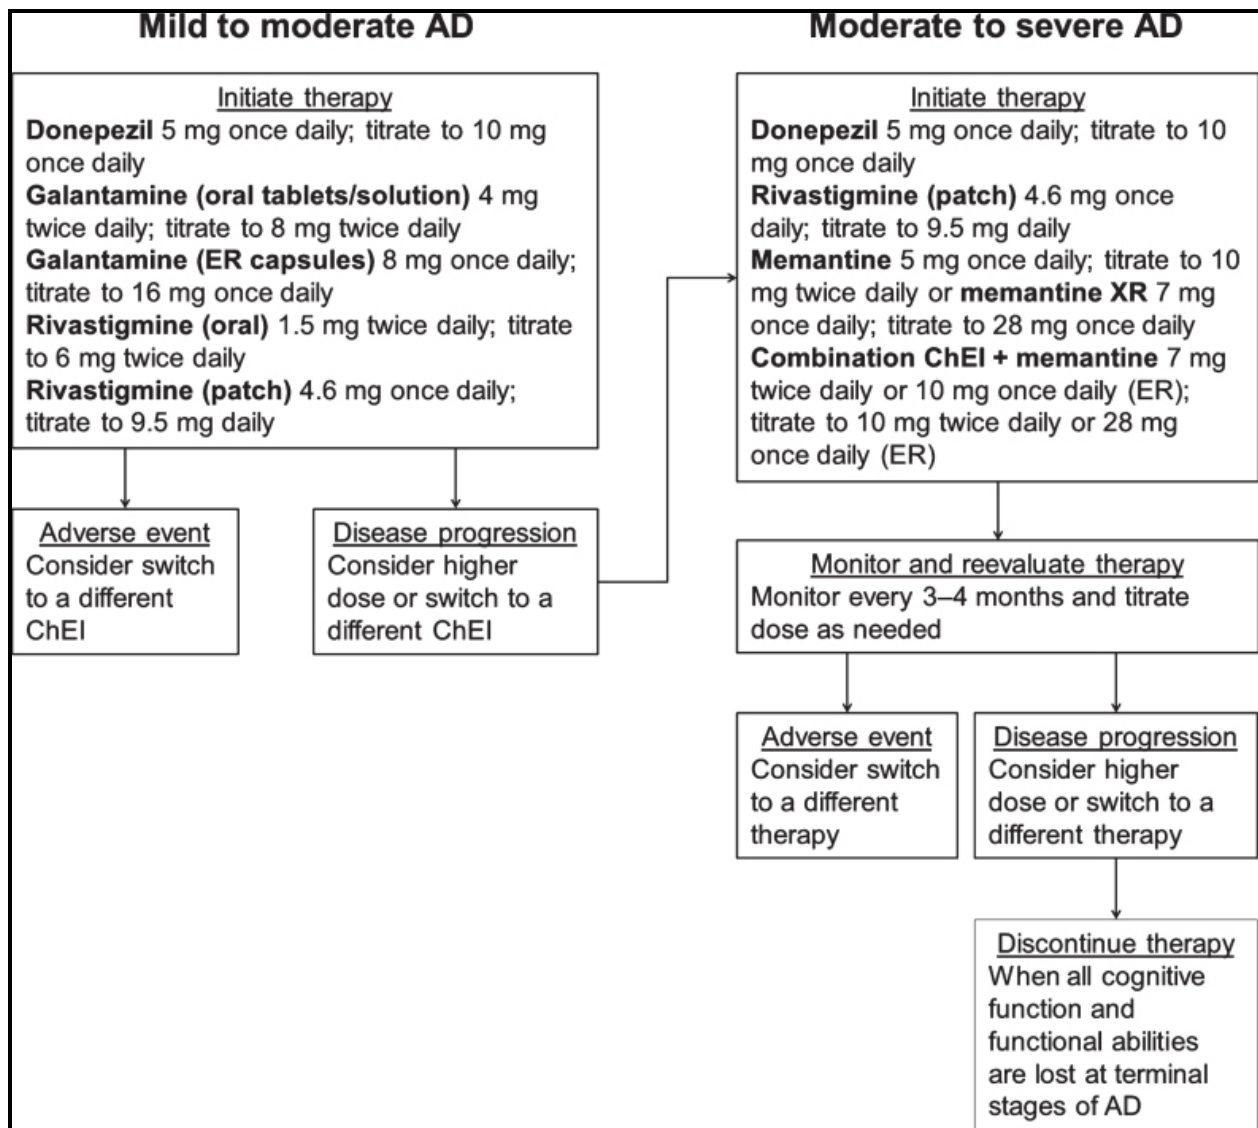 Mild to moderate AD
Initiate therapy
Donepezil 5 mg once daily; titrate to 10 mg
once daily
Galantamine (oral tablets/solution) 4 mg
twice daily; titrate to 8 mg twice daily
Galantamine (ER capsules) 8 mg once daily;
titrate to 16 mg once daily
Rivastigmine (oral) 1.5 mg twice daily; titrate
to 6 mg twice daily
Rivastigmine (patch) 4.6 mg once daily;
titrate to 9.5 mg daily
Adverse event
Consider switch
to a different
ChEI
Disease progression
Consider higher
dose or switch to a
different ChEI
Moderate to severe AD
Initiate therapy
Donepezil 5 mg once daily; titrate to 10
mg once daily
Rivastigmine (patch) 4.6 mg once
daily; titrate to 9.5 mg daily
Memantine 5 mg once daily; titrate to 10
mg twice daily or memantine XR 7 mg
once daily; titrate to 28 mg once daily
Combination ChEI + memantine 7 mg
twice daily or 10 mg once daily (ER);
titrate to 10 mg twice daily or 28 mg
once daily (ER)
Monitor and reevaluate therapy
Monitor every 3–4 months and titrate
dose as needed
Adverse event
Consider switch
to a different
therapy
Disease progression
Consider higher
dose or switch to a
different therapy
Discontinue therapy
When all cognitive
function and
functional abilities
are lost at terminal
stages of AD